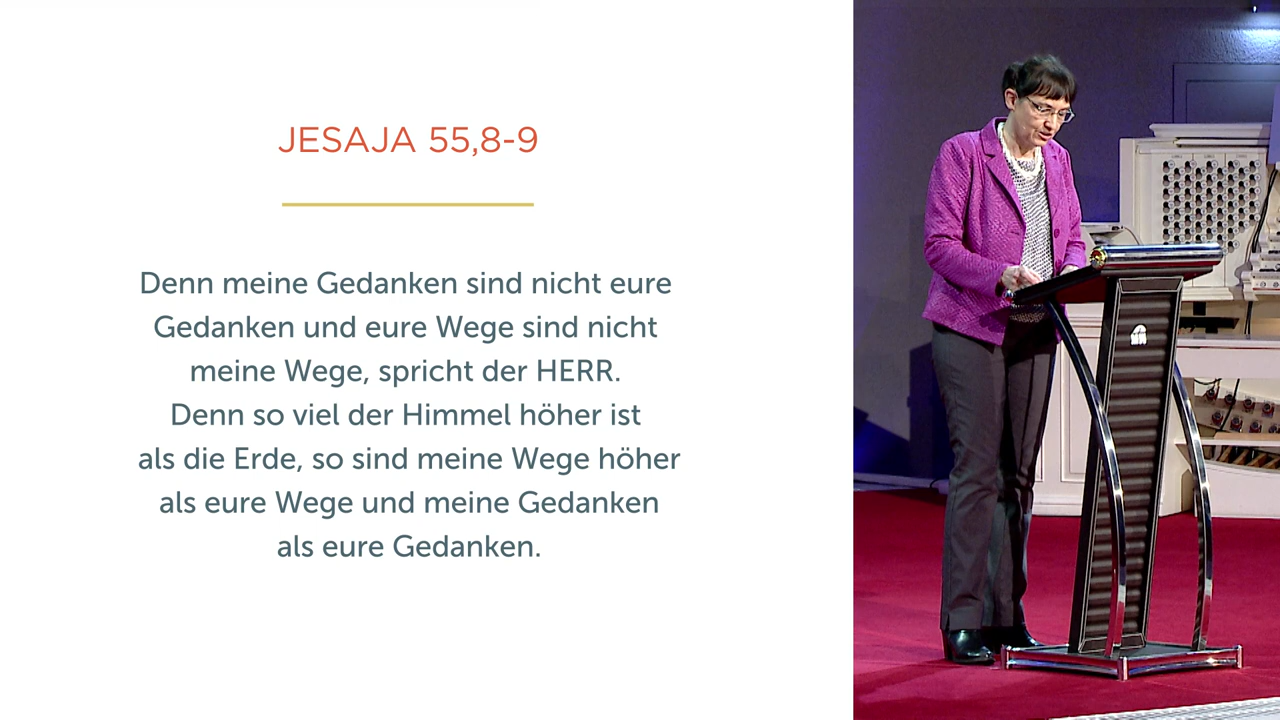 JESAJA 55,8-9
Denn meine Gedanken sind nicht eure
Gedanken und eure Wege sind nicht
meine Wege, spricht der HERR.
Denn so viel der Himmel höher ist
als die Erde, so sind meine Wege höher
als eure Wege und meine Gedanken
als eure Gedanken.